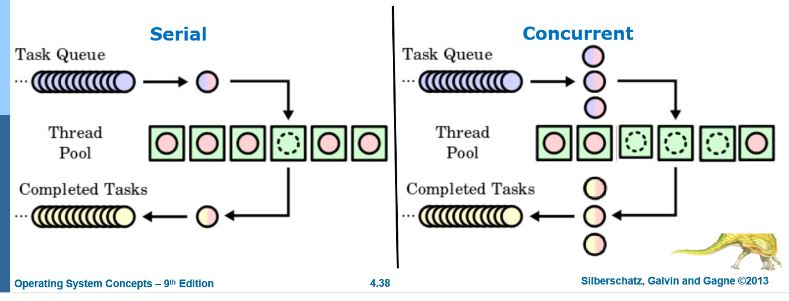 Serial
Task Queue
...
Thread
Pool
Completed Tasks
...
Concurrent
Task Queue
...
Thread
Pool
Completed Tasks
...
Operating System Concepts – 9th Edition
4.38
Silberschatz, Galvin and Gagne ©2013